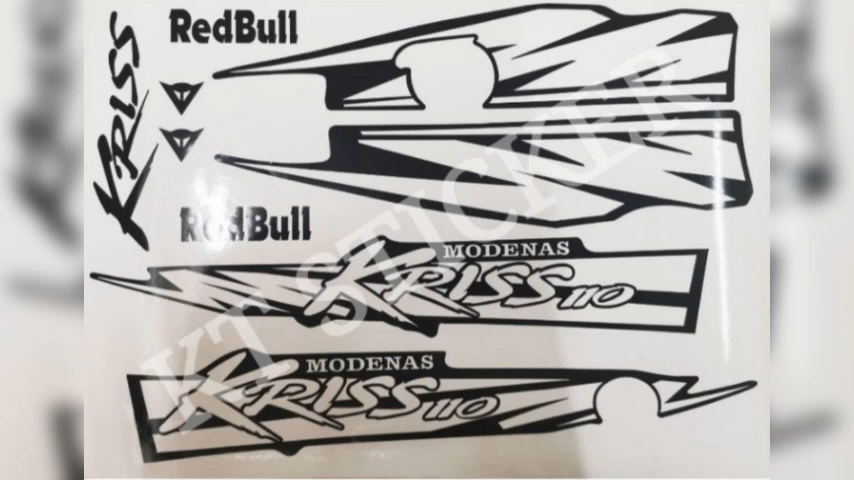 KRISS
RedBull
RedBull
MODENAS
KRISS 110
MODENAS
KRISS 110
KT STICKER